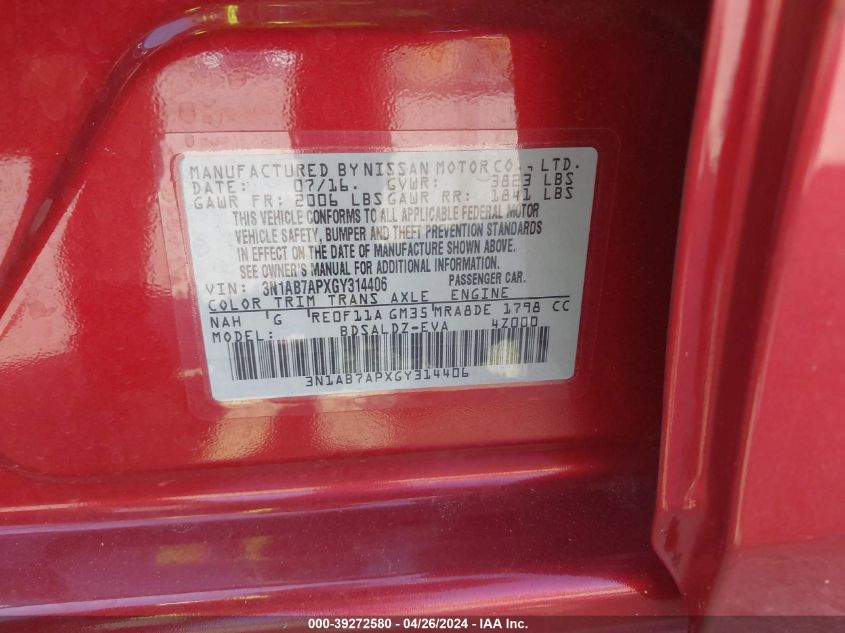 MANUFACTURED BY NISSAN MOTOR CO., LTD.
DATE: 07/16. GVWR: 3823 LBS
GAWR FR: 2006 LBS GAWR RR: 1841 LBS
THIS VEHICLE CONFORMS TO ALL APPLICABLE FEDERAL MOTOR
VEHICLE SAFETY, BUMPER AND THEFT PREVENTION STANDARDS
IN EFFECT ON THE DATE OF MANUFACTURE SHOWN ABOVE.
SEE OWNER'S MANUAL FOR ADDITIONAL INFORMATION.
VIN: 3N1AB7APXGY314406 PASSENGER CAR.
COLOR TRIM TRANS AXLE ENGINE
NAH G RE0F11A GM35 MRA8DE 1798 CC
MODEL: BDSALDZ-EVA 4Z000
3N1AB7APXGY314406
000-39272580 - 04/26/2024 - IAA Inc.